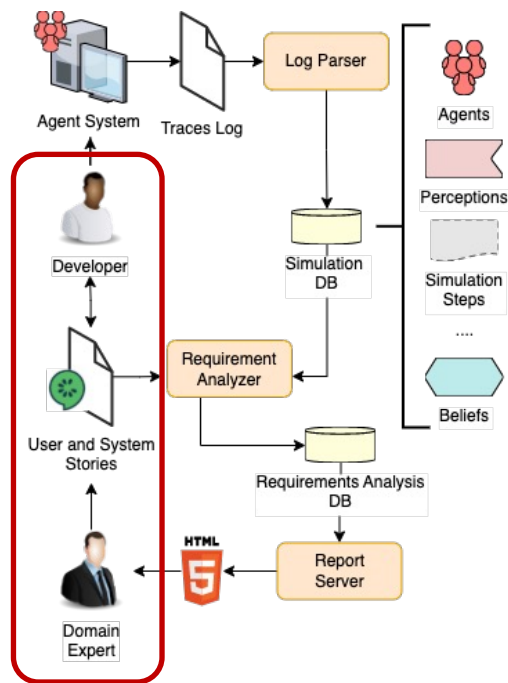 Agent System
Traces Log
Log Parser
Agents
Perceptions
Simulation
Steps
....
Beliefs
Simulation
DB
Developer
Requirement
Analyzer
User and System
Stories
Requirements Analysis
DB
Report
Server
HTML
5
Domain
Expert